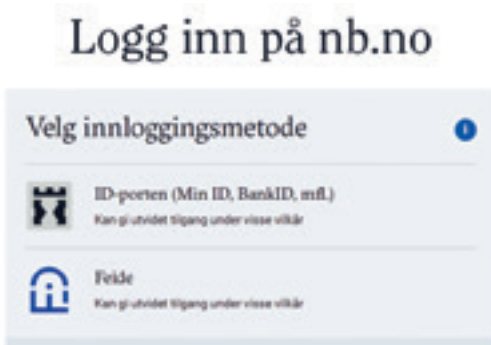 Logg inn på nb.no
Velg innloggingsmetode
ID-porten (Min ID, BankID, mfl.)
Kan gi utvidet tilgang under visse vilkår
Feide
Kan gi utvidet tilgang under visse vilkår